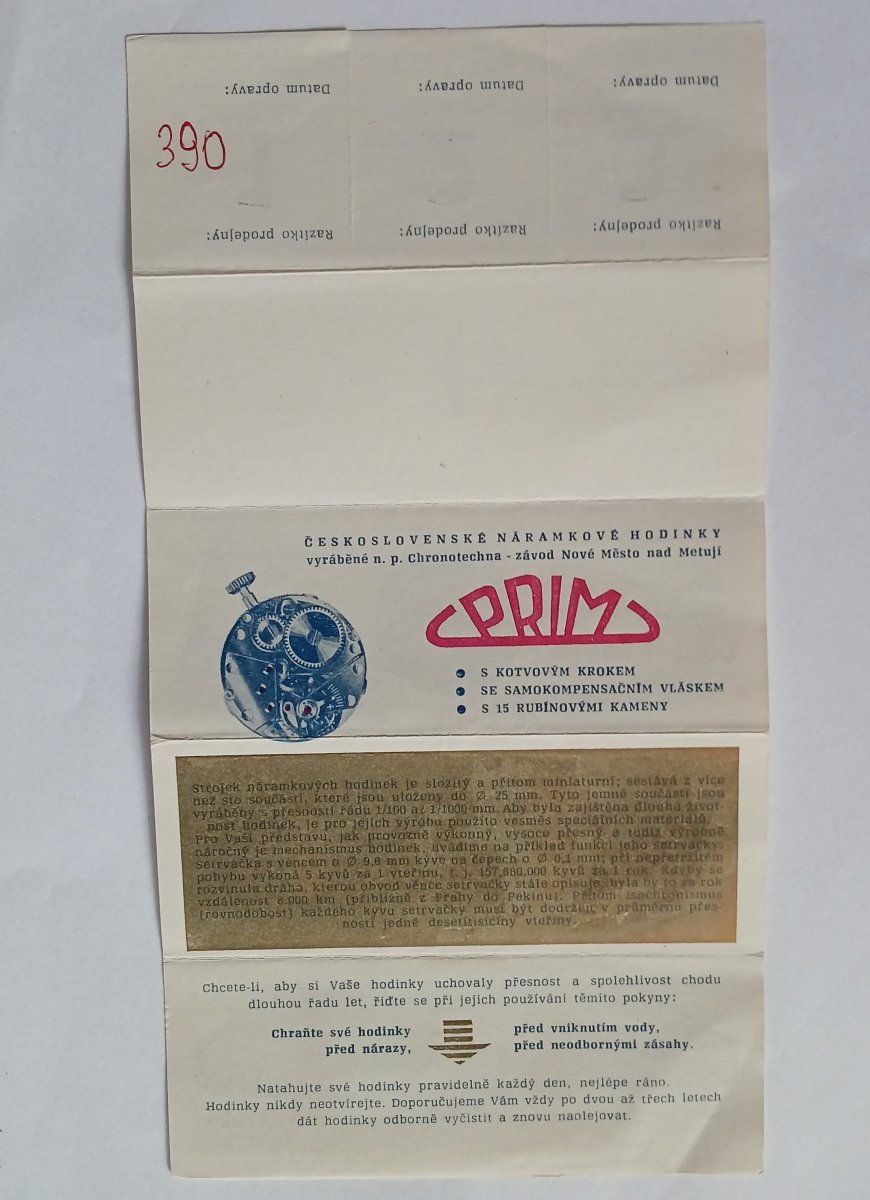 Datum opravy:
Datum opravy:
Datum opravy:
390
Razítko prodejny:
Razítko prodejny:
Razítko prodejny:
ČESKOSLOVENSKÉ NÁRAMKOVÉ HODINKY
vyráběné n. p. Chronotechna - závod Nové Město nad Metují
PRIM
• S KOTVOVÝM KROKEM
• SE SAMOKOMPENSAČNÍM VLÁSKEM
• S 15 RUBÍNOVÝMI KAMENY
Strojek náramkových hodinek je složitý a přitom miniaturní; sestává z více
než sto součástí, které jsou uloženy do Ø 25 mm. Tyto jemné součásti jsou
vyráběny s přesností řádu 1/100 až 1/1000 mm. Aby byla zajištěna dlouhá život-
nost hodinek, je pro jejich výrobu použito vesměs speciálních materiálů.
Pro Vaši představu, jak provozně výkonný, vysoce přesný a tudíž výrobně
náročný je mechanismus hodinek, uvádíme na příklad funkci jeho setrvačky:
Setrvačka s věncem o Ø 9,8 mm kýve na čepech o Ø 0,1 mm; při nepřetržitém
pohybu vykoná 5 kyvů za 1 vteřinu, t. j. 157,680.000 kyvů za 1 rok. Kdyby se
rozvinula dráha, kterou obvod věnce setrvačky stále opisuje, byla by to za rok
vzdálenost 8.000 km (přibližně z Prahy do Pekinu). Přitom isochronismus
(rovnodobost) každého kyvu setrvačky musí být dodržen v průměrné přes-
nosti jedné desetitisíciny vteřiny.
Chcete-li, aby si Vaše hodinky uchovaly přesnost a spolehlivost chodu
dlouhou řadu let, řiďte se při jejich používání těmito pokyny:
Chraňte své hodinky
před nárazy,
před vniknutím vody,
před neodbornými zásahy.
Natahujte své hodinky pravidelně každý den, nejlépe ráno.
Hodinky nikdy neotvírejte. Doporučujeme Vám vždy po dvou až třech letech
dát hodinky odborně vyčistit a znovu naolejovat.